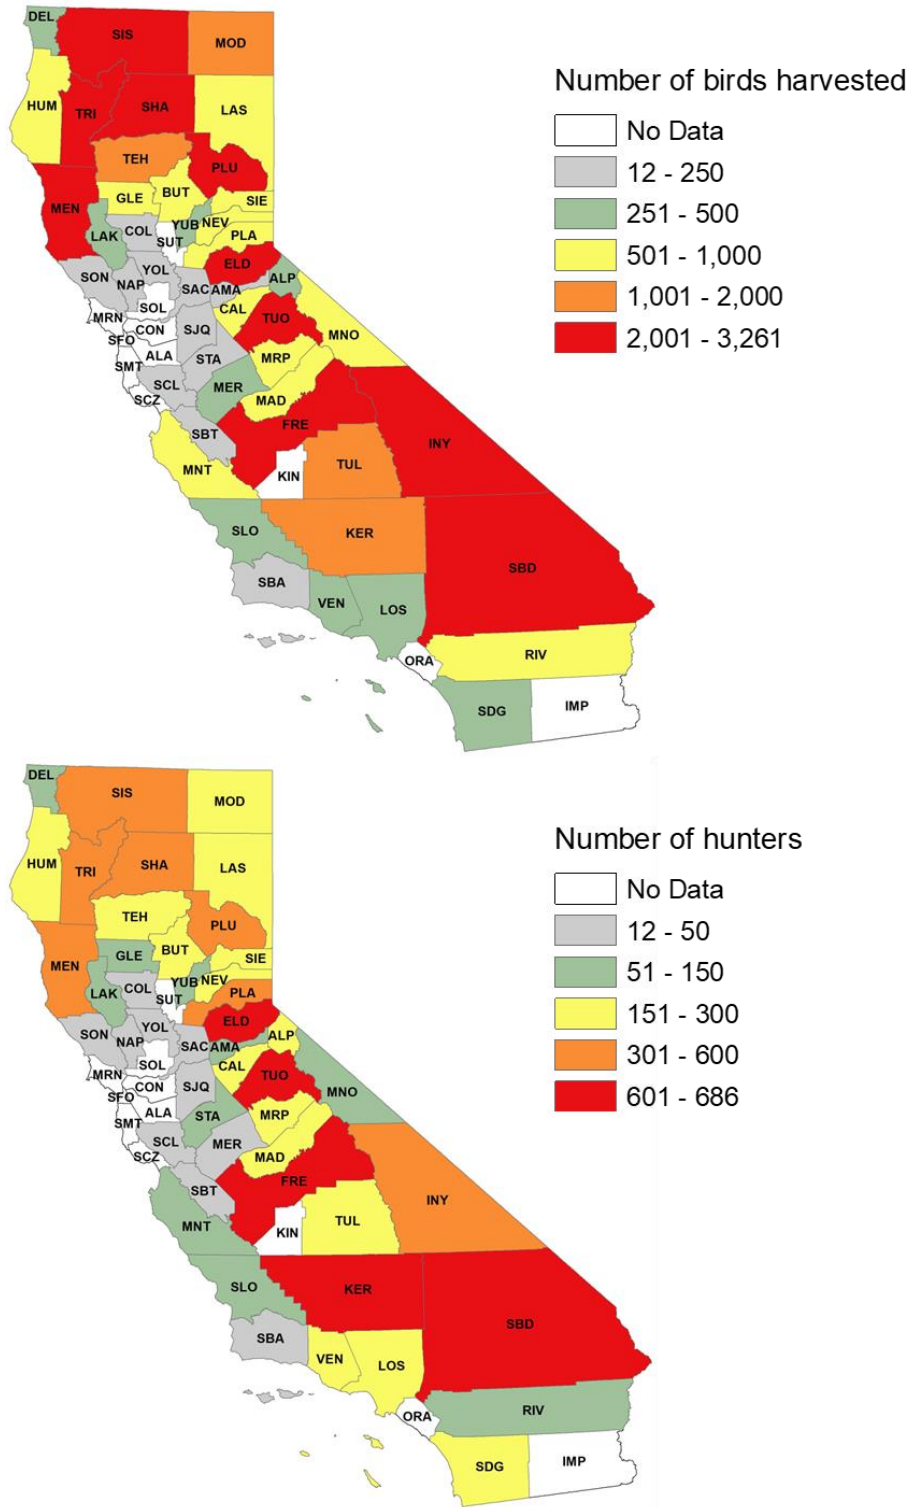 DEL
SIS
MOD
HUM
TRI
SHA
LAS
TEH
PLU
MEN
GLE
BUT
SIE
LAK
COL
SUT
YUB
NEV
PLA
SON
NAP
YOL
SAC
AMA
ELD
ALP
MRN
SOL
CAL
TUO
MNO
SFO
CON
SJQ
SMT
ALA
STA
MRP
SCZ
SCL
MER
MAD
SBT
FRE
INY
MNT
KIN
TUL
SLO
KER
SBA
SBD
VEN
LOS
ORA
RIV
SDG
IMP
Number of birds harvested
No Data
12 - 250
251 - 500
501 - 1,000
1,001 - 2,000
2,001 - 3,261
DEL
SIS
MOD
HUM
TRI
SHA
LAS
TEH
PLU
MEN
GLE
BUT
SIE
LAK
COL
SUT
YUB
NEV
PLA
SON
NAP
YOL
SAC
AMA
ELD
ALP
MRN
SOL
CAL
TUO
MNO
SFO
CON
SJQ
SMT
ALA
STA
MRP
SCZ
SCL
MER
MAD
SBT
FRE
INY
MNT
KIN
TUL
SLO
KER
SBA
SBD
VEN
LOS
ORA
RIV
SDG
IMP
Number of hunters
No Data
12 - 50
51 - 150
151 - 300
301 - 600
601 - 686